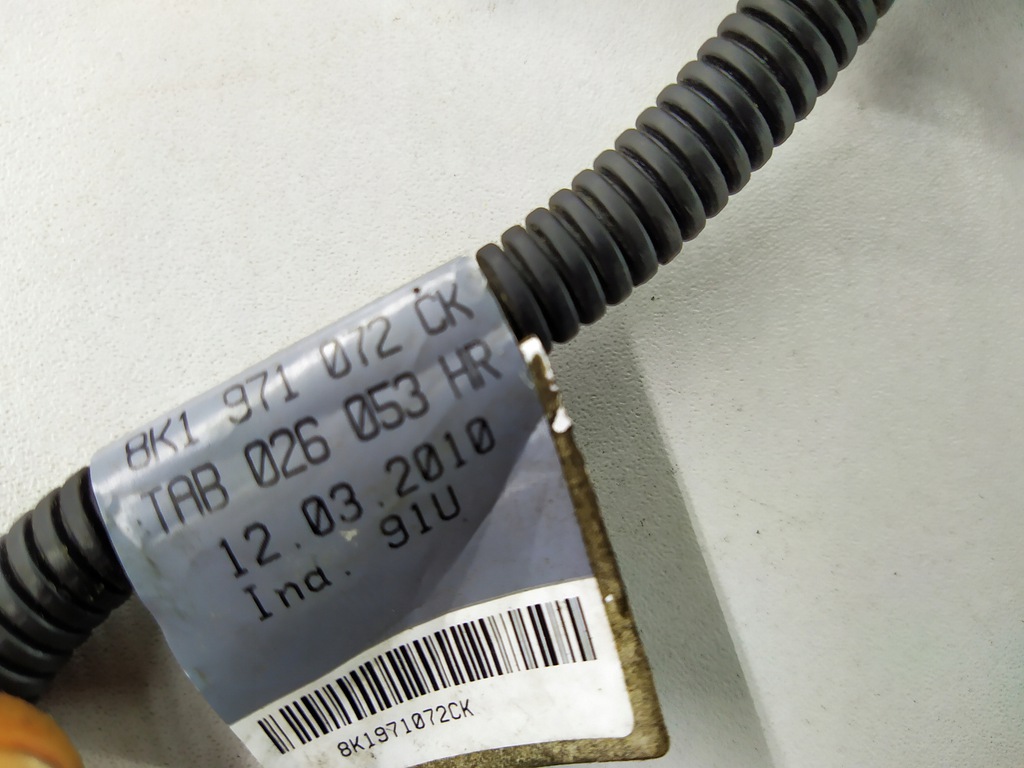 8K1 971 072 CK
TAB 026 053 HR
12.03.2010
Ind. 91U
8K1971072CK